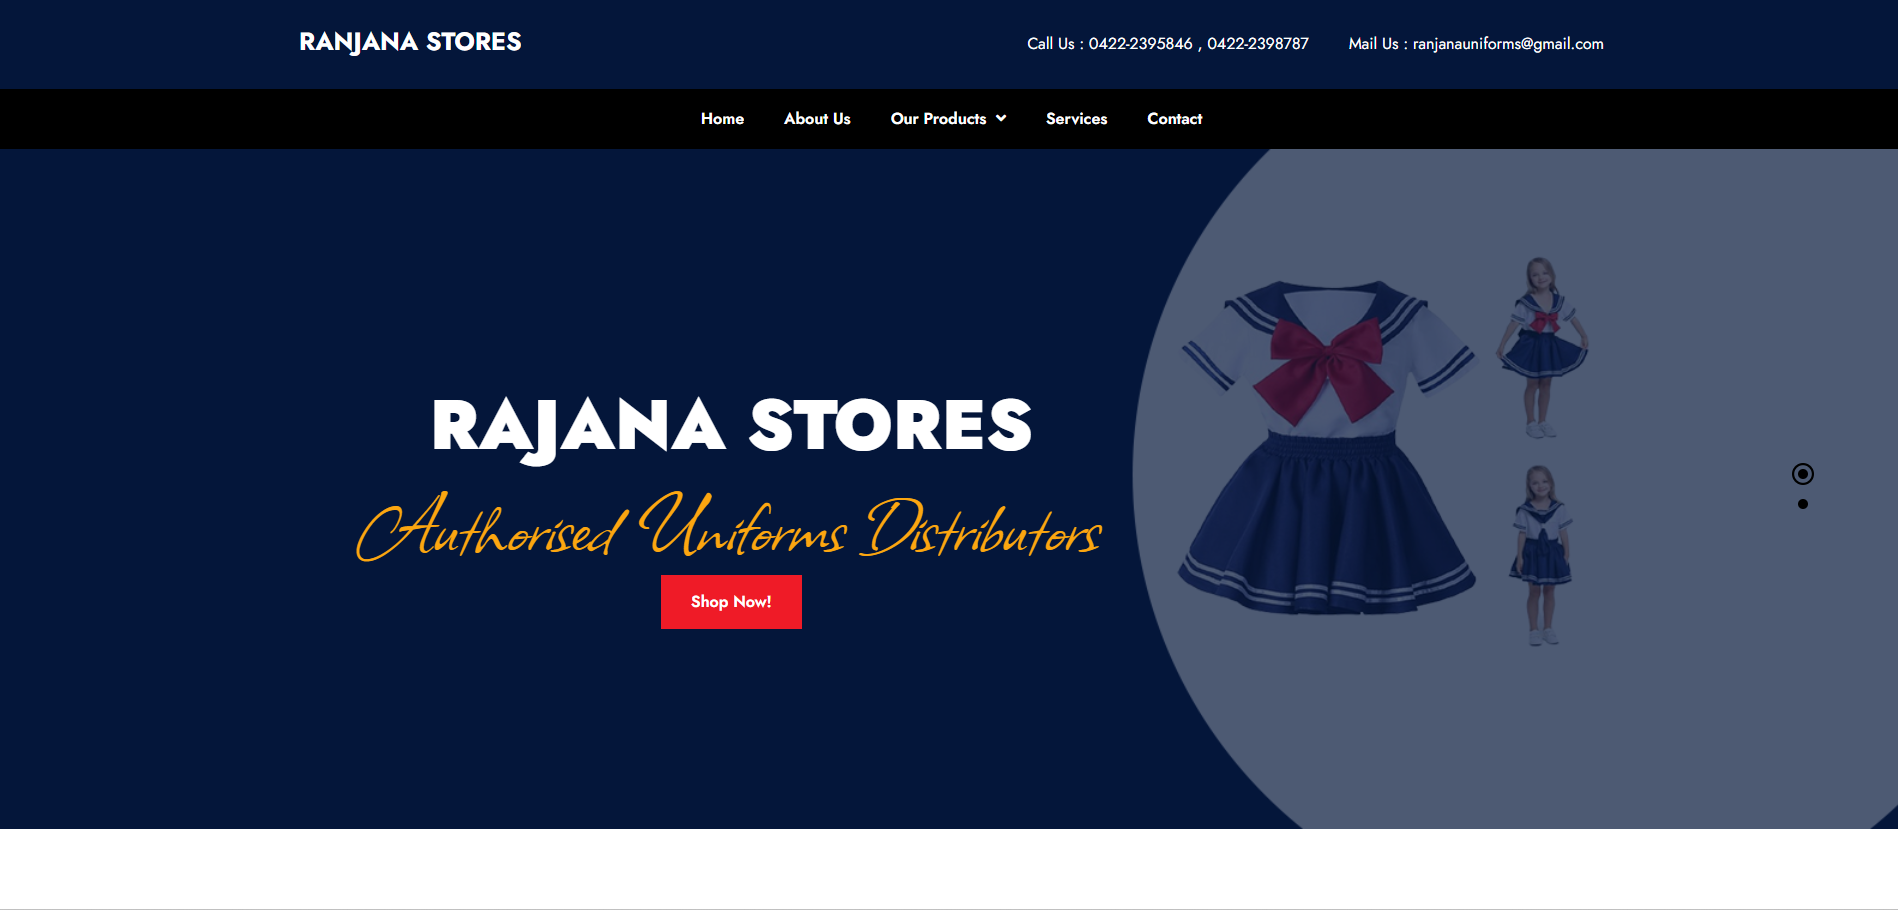 RANJANA STORES
Call Us : 0422-2395846 , 0422-2398787 Mail Us : ranjanauniforms@gmail.com
Home About Us Our Products Services Contact
RAJANA STORES
Authorised Uniforms Distributors
Shop Now!